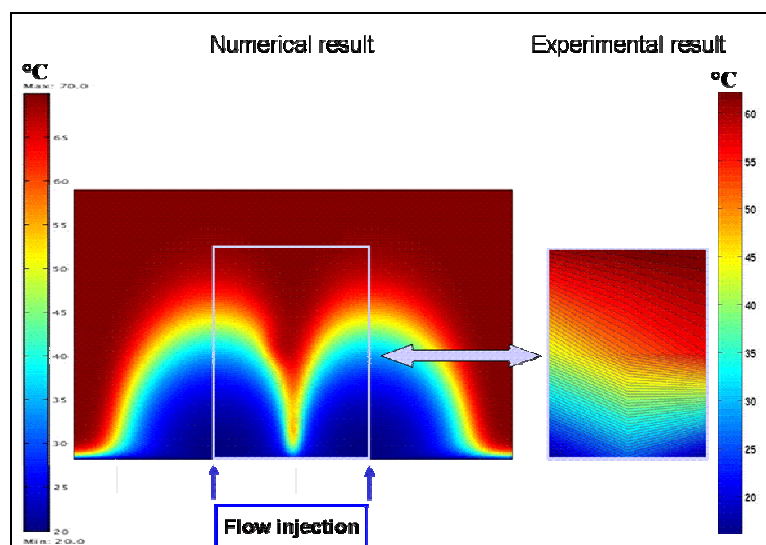 Numerical result
Experimental result
°C
°C
Max: 70.0
65
60
55
50
45
40
35
30
25
20
Min: 20.0
60
55
50
45
40
35
30
25
20
Flow injection